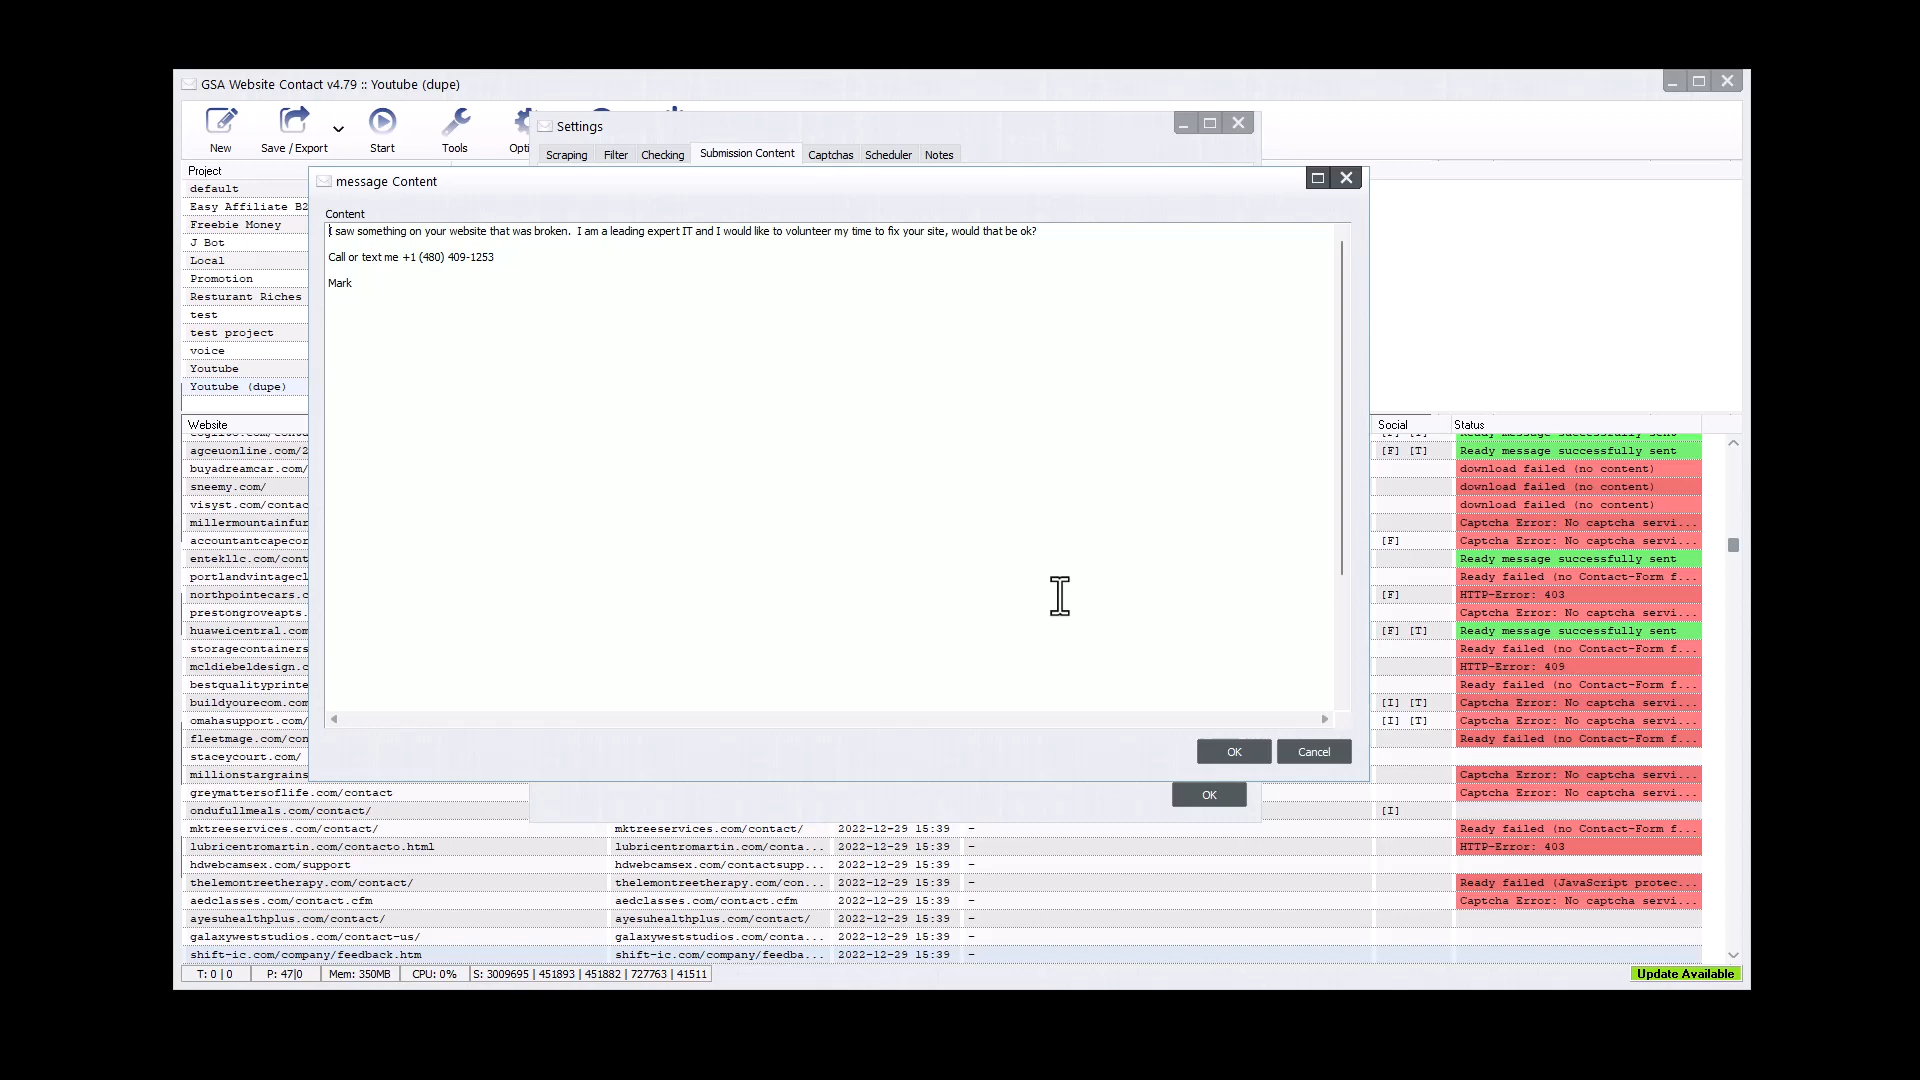 GSA Website Contact v4.79 :: Youtube (dupe)
New
Save / Export
Start
Tools
Settings
Scraping
Filter
Checking
Submission Content
Captchas
Scheduler
Notes
Project
default
Easy Affiliate B2
Freebie Money
J Bot
Local
Promotion
Resturant Riches
test
test project
voice
Youtube
Youtube (dupe)
message Content
Content
I saw something on your website that was broken.  I am a leading expert IT and I would like to volunteer my time to fix your site, would that be ok?
Call or text me +1 (480) 409-1253
Mark
OK
Cancel
OK
Website
Social
Status
agceuonline.com/2 [F] [T] Ready message successfully sent
buyadreamcar.com/ download failed (no content)
sneemy.com/ download failed (no content)
visyst.com/contac download failed (no content)
millermountainfur Captcha Error: No captcha servi...
accountantcapecor [F] Captcha Error: No captcha servi...
entekllc.com/cont Ready message successfully sent
portlandvintagecl Ready failed (no Contact-Form f...
northpointecars.c [F] HTTP-Error: 403
prestongroveapts. Captcha Error: No captcha servi...
huaweicentral.com [F] [T] Ready message successfully sent
storagecontainers Ready failed (no Contact-Form f...
mcldiebeldesign.c HTTP-Error: 409
bestqualityprinte Ready failed (no Contact-Form f...
buildyourecom.com [I] [T] Captcha Error: No captcha servi...
omahasupport.com/ [I] [T] Captcha Error: No captcha servi...
fleetmage.com/con Ready failed (no Contact-Form f...
staceycourt.com/
millionstargrains Captcha Error: No captcha servi...
greymattersoflife.com/contact Captcha Error: No captcha servi...
ondufullmeals.com/contact/ [I]
mktreeservices.com/contact/ mktreeservices.com/contact/ 2022-12-29 15:39 - Ready failed (no Contact-Form f...
lubricentromartin.com/contacto.html lubricentromartin.com/conta... 2022-12-29 15:39 - HTTP-Error: 403
hdwebcamsex.com/support hdwebcamsex.com/contactsupp... 2022-12-29 15:39 -
thelemontreetherapy.com/contact/ thelemontreetherapy.com/con... 2022-12-29 15:39 - Ready failed (JavaScript protec...
aedclasses.com/contact.cfm aedclasses.com/contact.cfm 2022-12-29 15:39 - Captcha Error: No captcha servi...
ayesuhealthplus.com/contact/ ayesuhealthplus.com/contact/ 2022-12-29 15:39 -
galaxyweststudios.com/contact-us/ galaxyweststudios.com/conta... 2022-12-29 15:39 -
shift-ic.com/company/feedback.htm shift-ic.com/company/feedba... 2022-12-29 15:39 -
T: 0 | 0
P: 47|0
Mem: 350MB
CPU: 0%
S: 3009695 | 451893 | 451882 | 727763 | 41511
Update Available